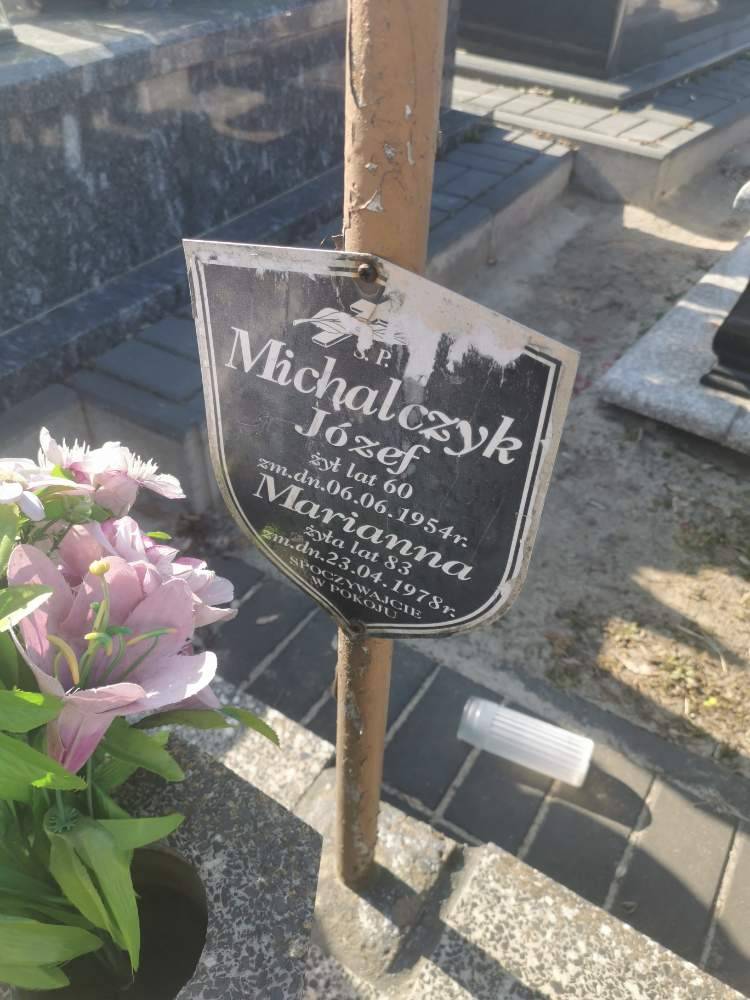 Ś.P.
Michalczyk
Józef
żył lat 60
zm.dn.06.06.1954r.
Marianna
żyła lat 83
zm.dn.23.04.1978r.
SPOCZYWAJCIE
W POKOJU